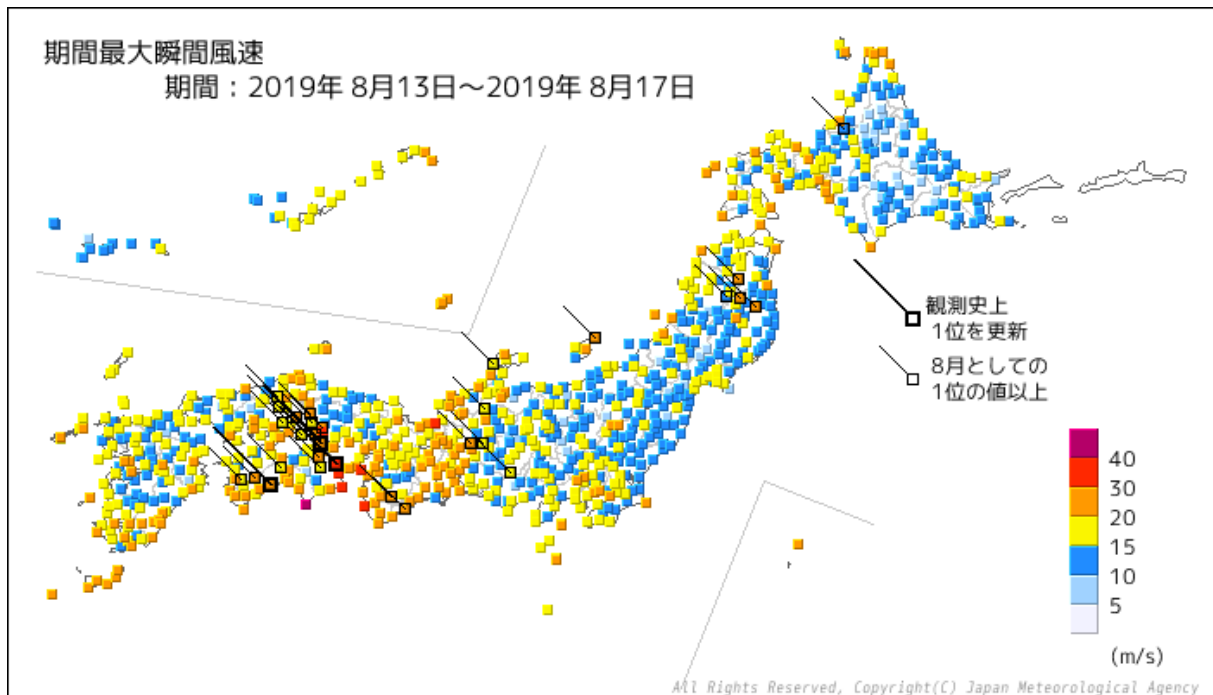 期間最大瞬間風速
期間：2019年 8月13日～2019年 8月17日
観測史上
1位を更新
8月としての
1位の値以上
40
30
20
15
10
5
(m/s)
All Rights Reserved, Copyright(C) Japan Meteorological Agency